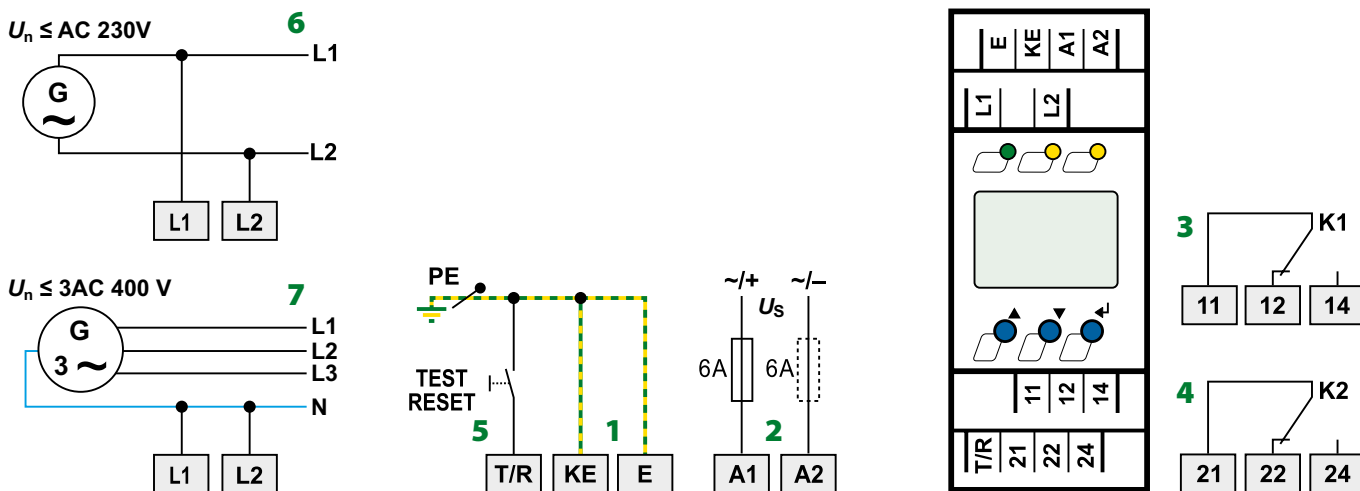 Un ≤ AC 230V
6
G
~
L1
L2
L1
L2
Un ≤ 3AC 400 V
7
G
3 ~
L1
L2
L3
N
L1
L2
PE
TEST
RESET
5
1
T/R
KE
E
~/+
~/–
US
6A
6A
2
A1
A2
E
KE
A1
A2
L1
L2
▲
▼
↵
11
12
14
T/R
21
22
24
3
K1
11
12
14
4
K2
21
22
24